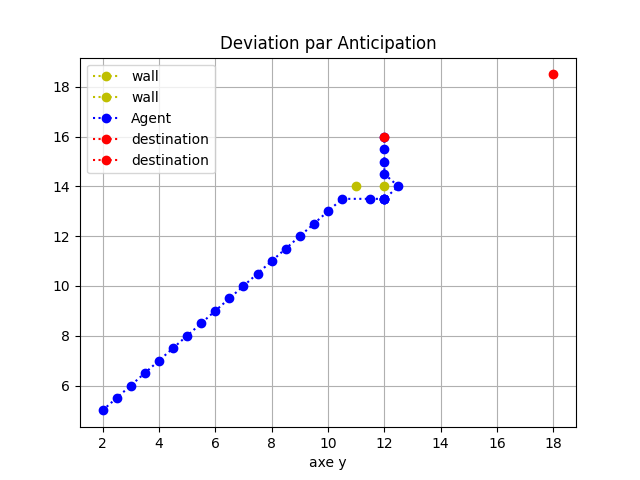 Deviation par Anticipation
wall
wall
Agent
destination
destination
18
16
14
12
10
8
6
2
4
6
8
10
12
14
16
18
axe y